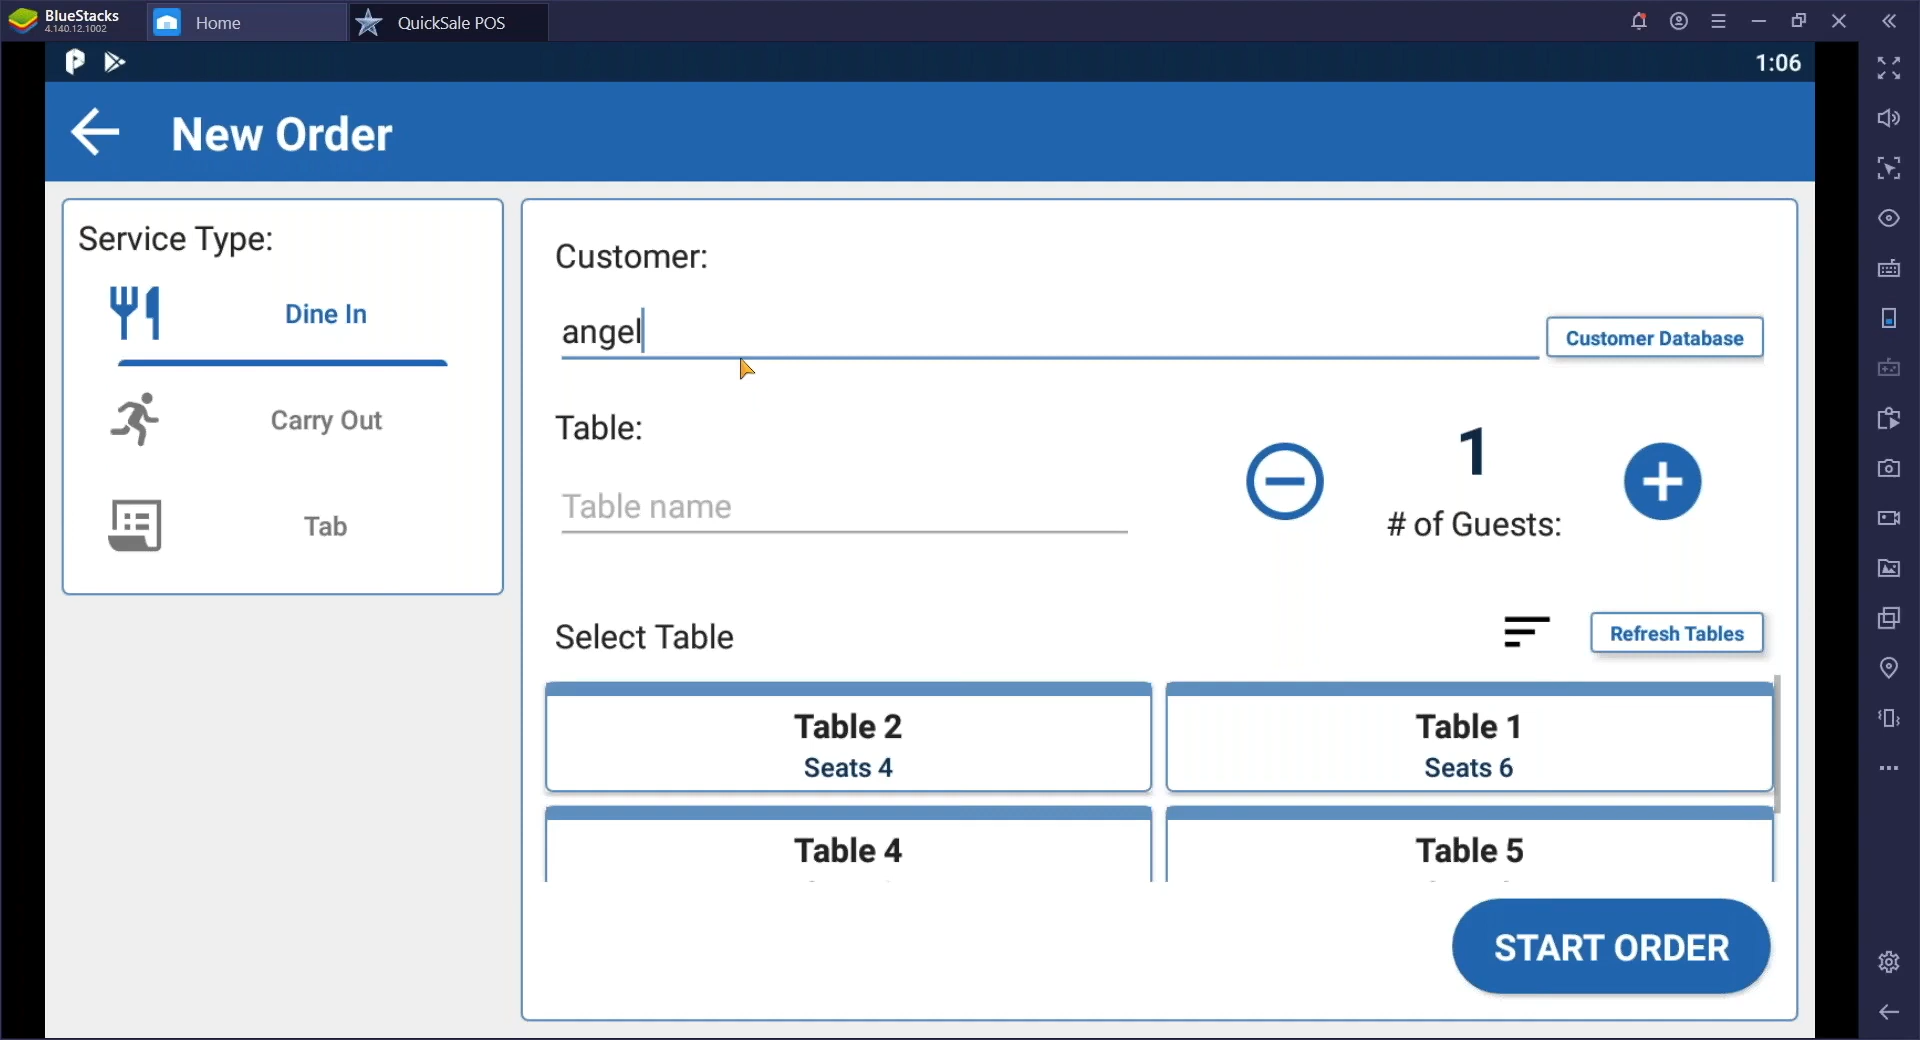 BlueStacks
4.140.12.1002
Home
QuickSale POS
1:06
New Order
Service Type:
Dine In
Carry Out
Tab
Customer:
angel
Customer Database
Table:
Table name
1
# of Guests:
Select Table
Refresh Tables
Table 2
Seats 4
Table 1
Seats 6
Table 4
Table 5
START ORDER